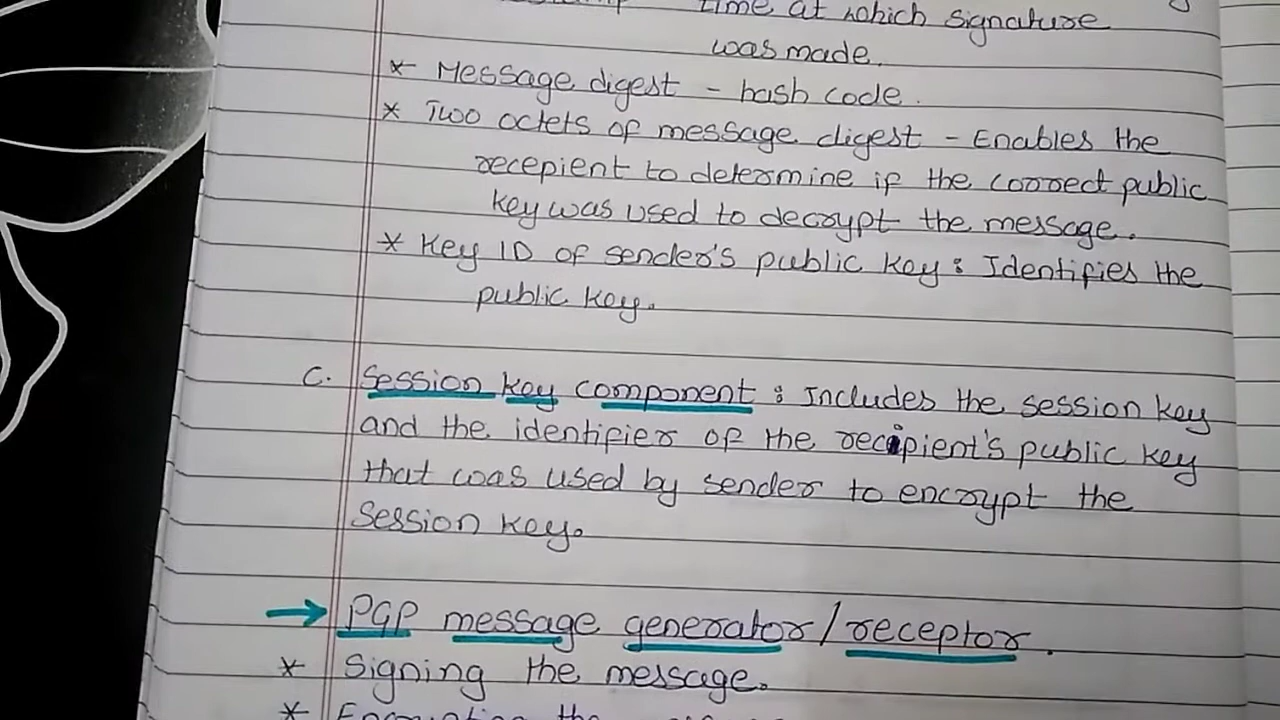 time at which signature
was made.
* Message digest - hash code.
* Two octets of message digest - Enables the
recepient to determine if the correct public
key was used to decrypt the message.
* Key ID of sender's public key : Identifies the
public key.
C. Session key component : Includes the session key
and the identifier of the recipient's public key
that was used by sender to encrypt the
Session key.
→ PGP message generator/receptor.
* Signing the message.
* the